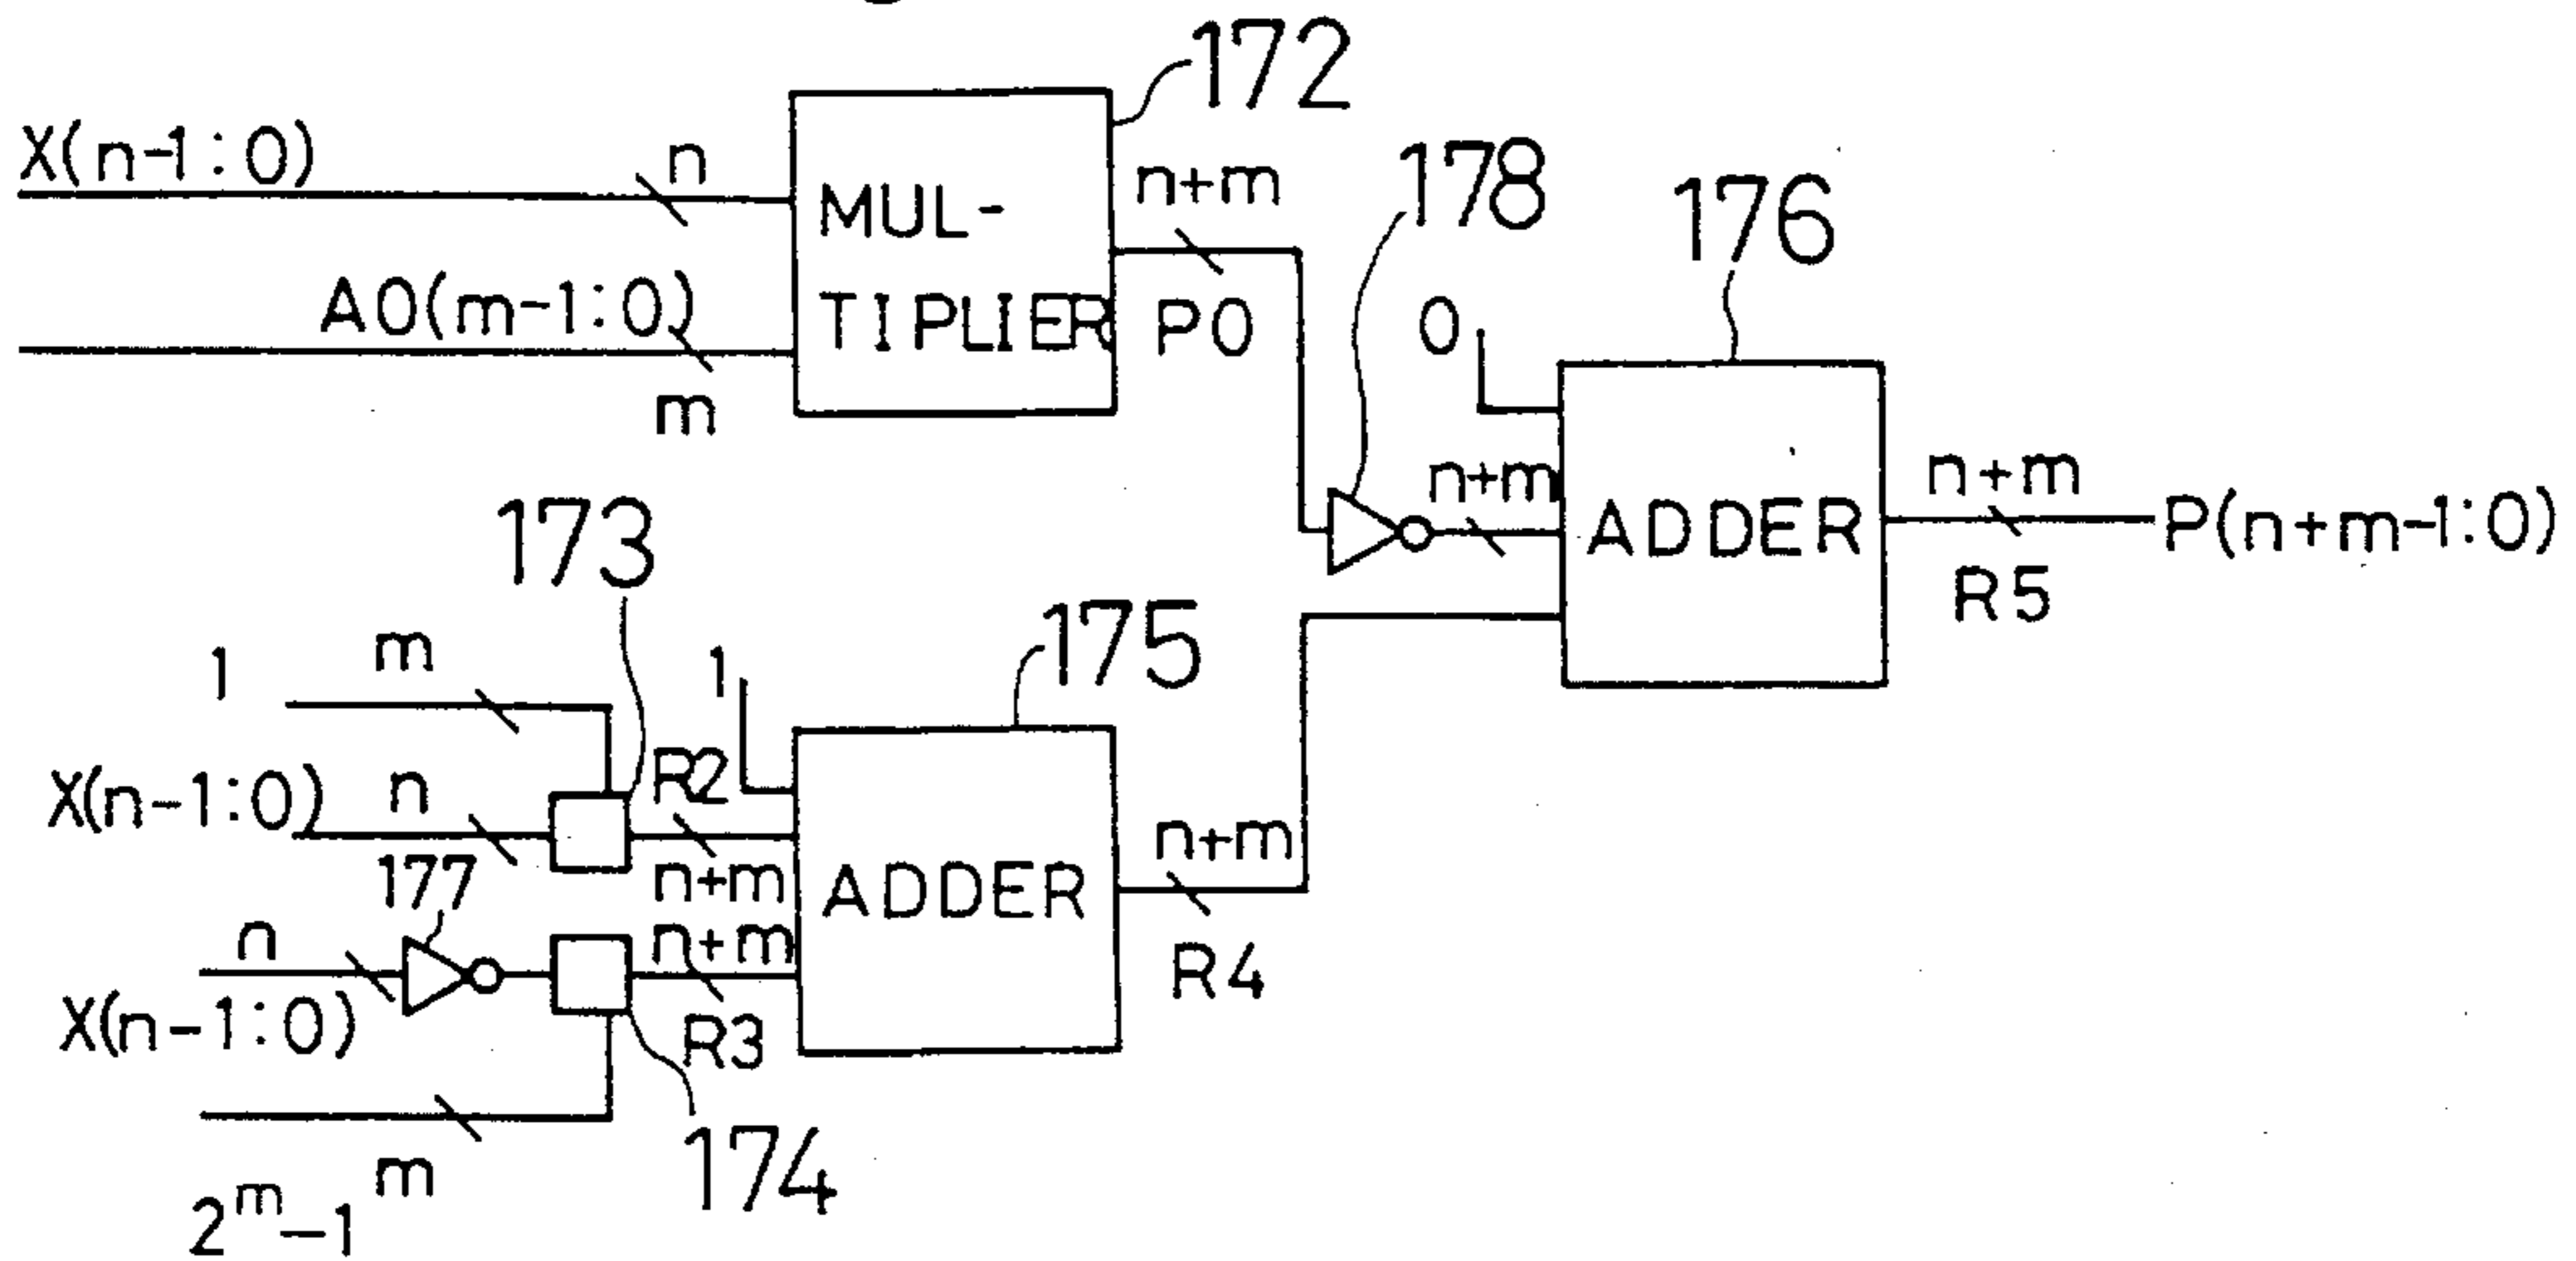 172
X(n-1:0)
n
MUL-
TIPLIER
n+m
P0
178
176
A0(m-1:0)
m
0
n+m
ADDER
n+m
P(n+m-1:0)
R5
173
175
1
m
1
X(n-1:0)
n
R2
n+m
177
ADDER
n+m
R4
n
n+m
X(n-1:0)
R3
174
m
2^m-1